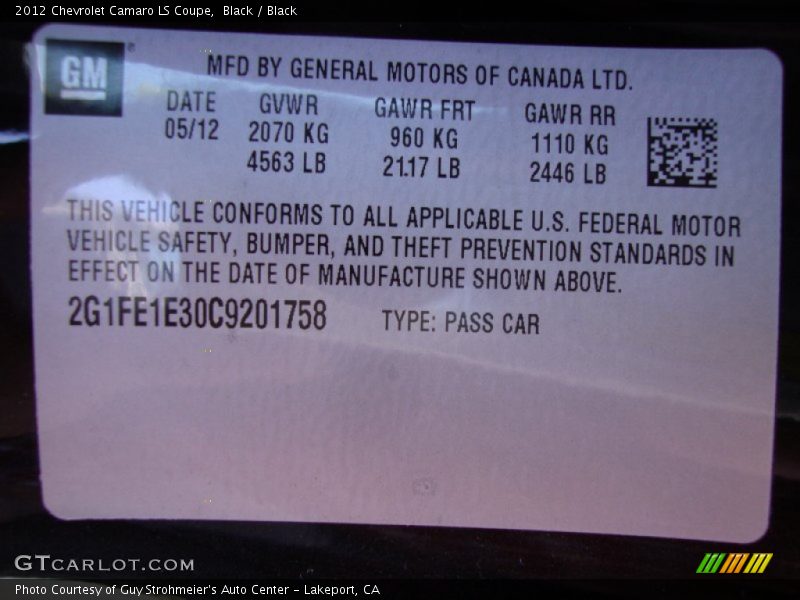 2012 Chevrolet Camaro LS Coupe,  Black / Black
GM
MFD BY GENERAL MOTORS OF CANADA LTD.
DATE GVWR GAWR FRT GAWR RR
05/12 2070 KG 960 KG 1110 KG
4563 LB 21.17 LB 2446 LB
THIS VEHICLE CONFORMS TO ALL APPLICABLE U.S. FEDERAL MOTOR
VEHICLE SAFETY, BUMPER, AND THEFT PREVENTION STANDARDS IN
EFFECT ON THE DATE OF MANUFACTURE SHOWN ABOVE.
2G1FE1E30C9201758 TYPE: PASS CAR
GTCARLOT.COM
Photo Courtesy of Guy Strohmeier's Auto Center – Lakeport, CA